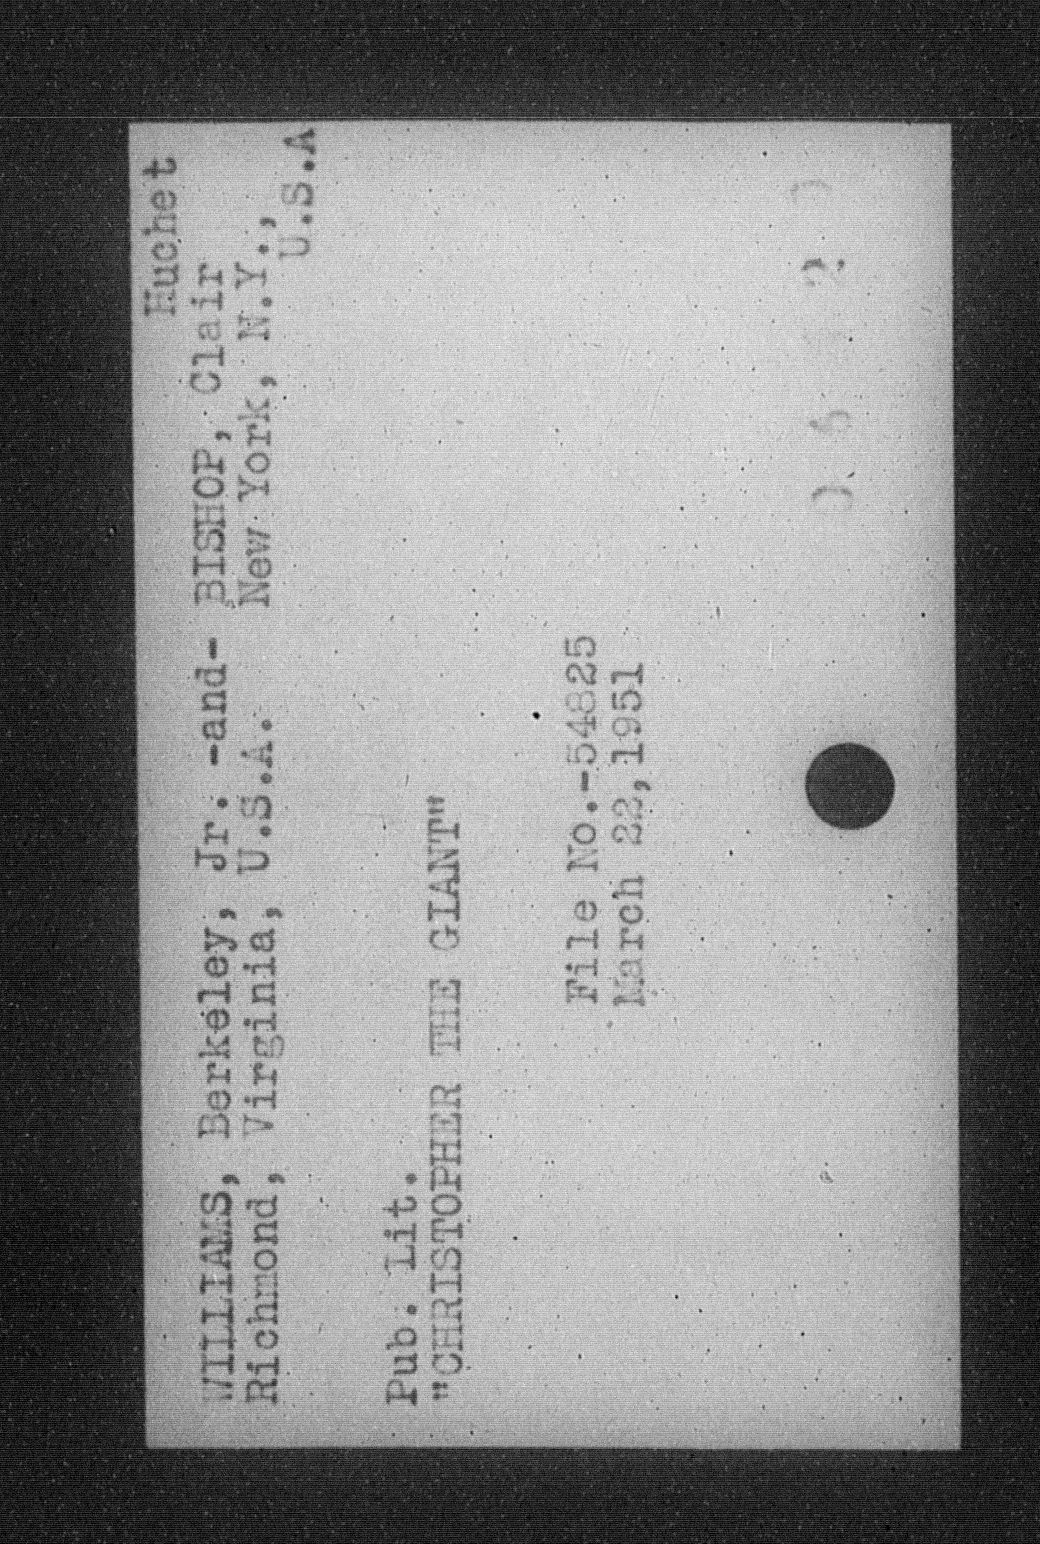 Huchet
WILLIAMS, Berkeley, Jr. -and- BISHOP, Clair
Richmond, Virginia, U.S.A. New York, N.Y.,
U.S.A
Pub. Lit.
"CHRISTOPHER THE GIANT"
File No.-54825
March 22, 1951